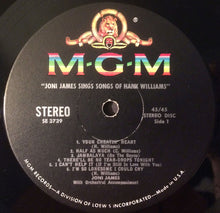 M-G-M
"JONI JAMES SINGS SONGS OF HANK WILLIAMS"
STEREO
SE 3739
45/45
STEREO DISC
Side 1
1. YOUR CHEATIN' HEART
(H. Williams)
2. HALF AS MUCH (C. Williams)
3. JAMBALAYA (On The Bayou)
(H. Williams)
4. THERE'LL BE NO TEAR-DROPS TONIGHT
(H. Williams)
5. I CAN'T HELP IT (If I'm Still In Love With You)
(H. Williams)
6. I'M SO LONESOME I COULD CRY
(H. Williams)
JONI JAMES
With Orchestral Accompaniment
MGM RECORDS—A DIVISION OF LOEW'S INCORPORATED—MADE IN U.S.A.